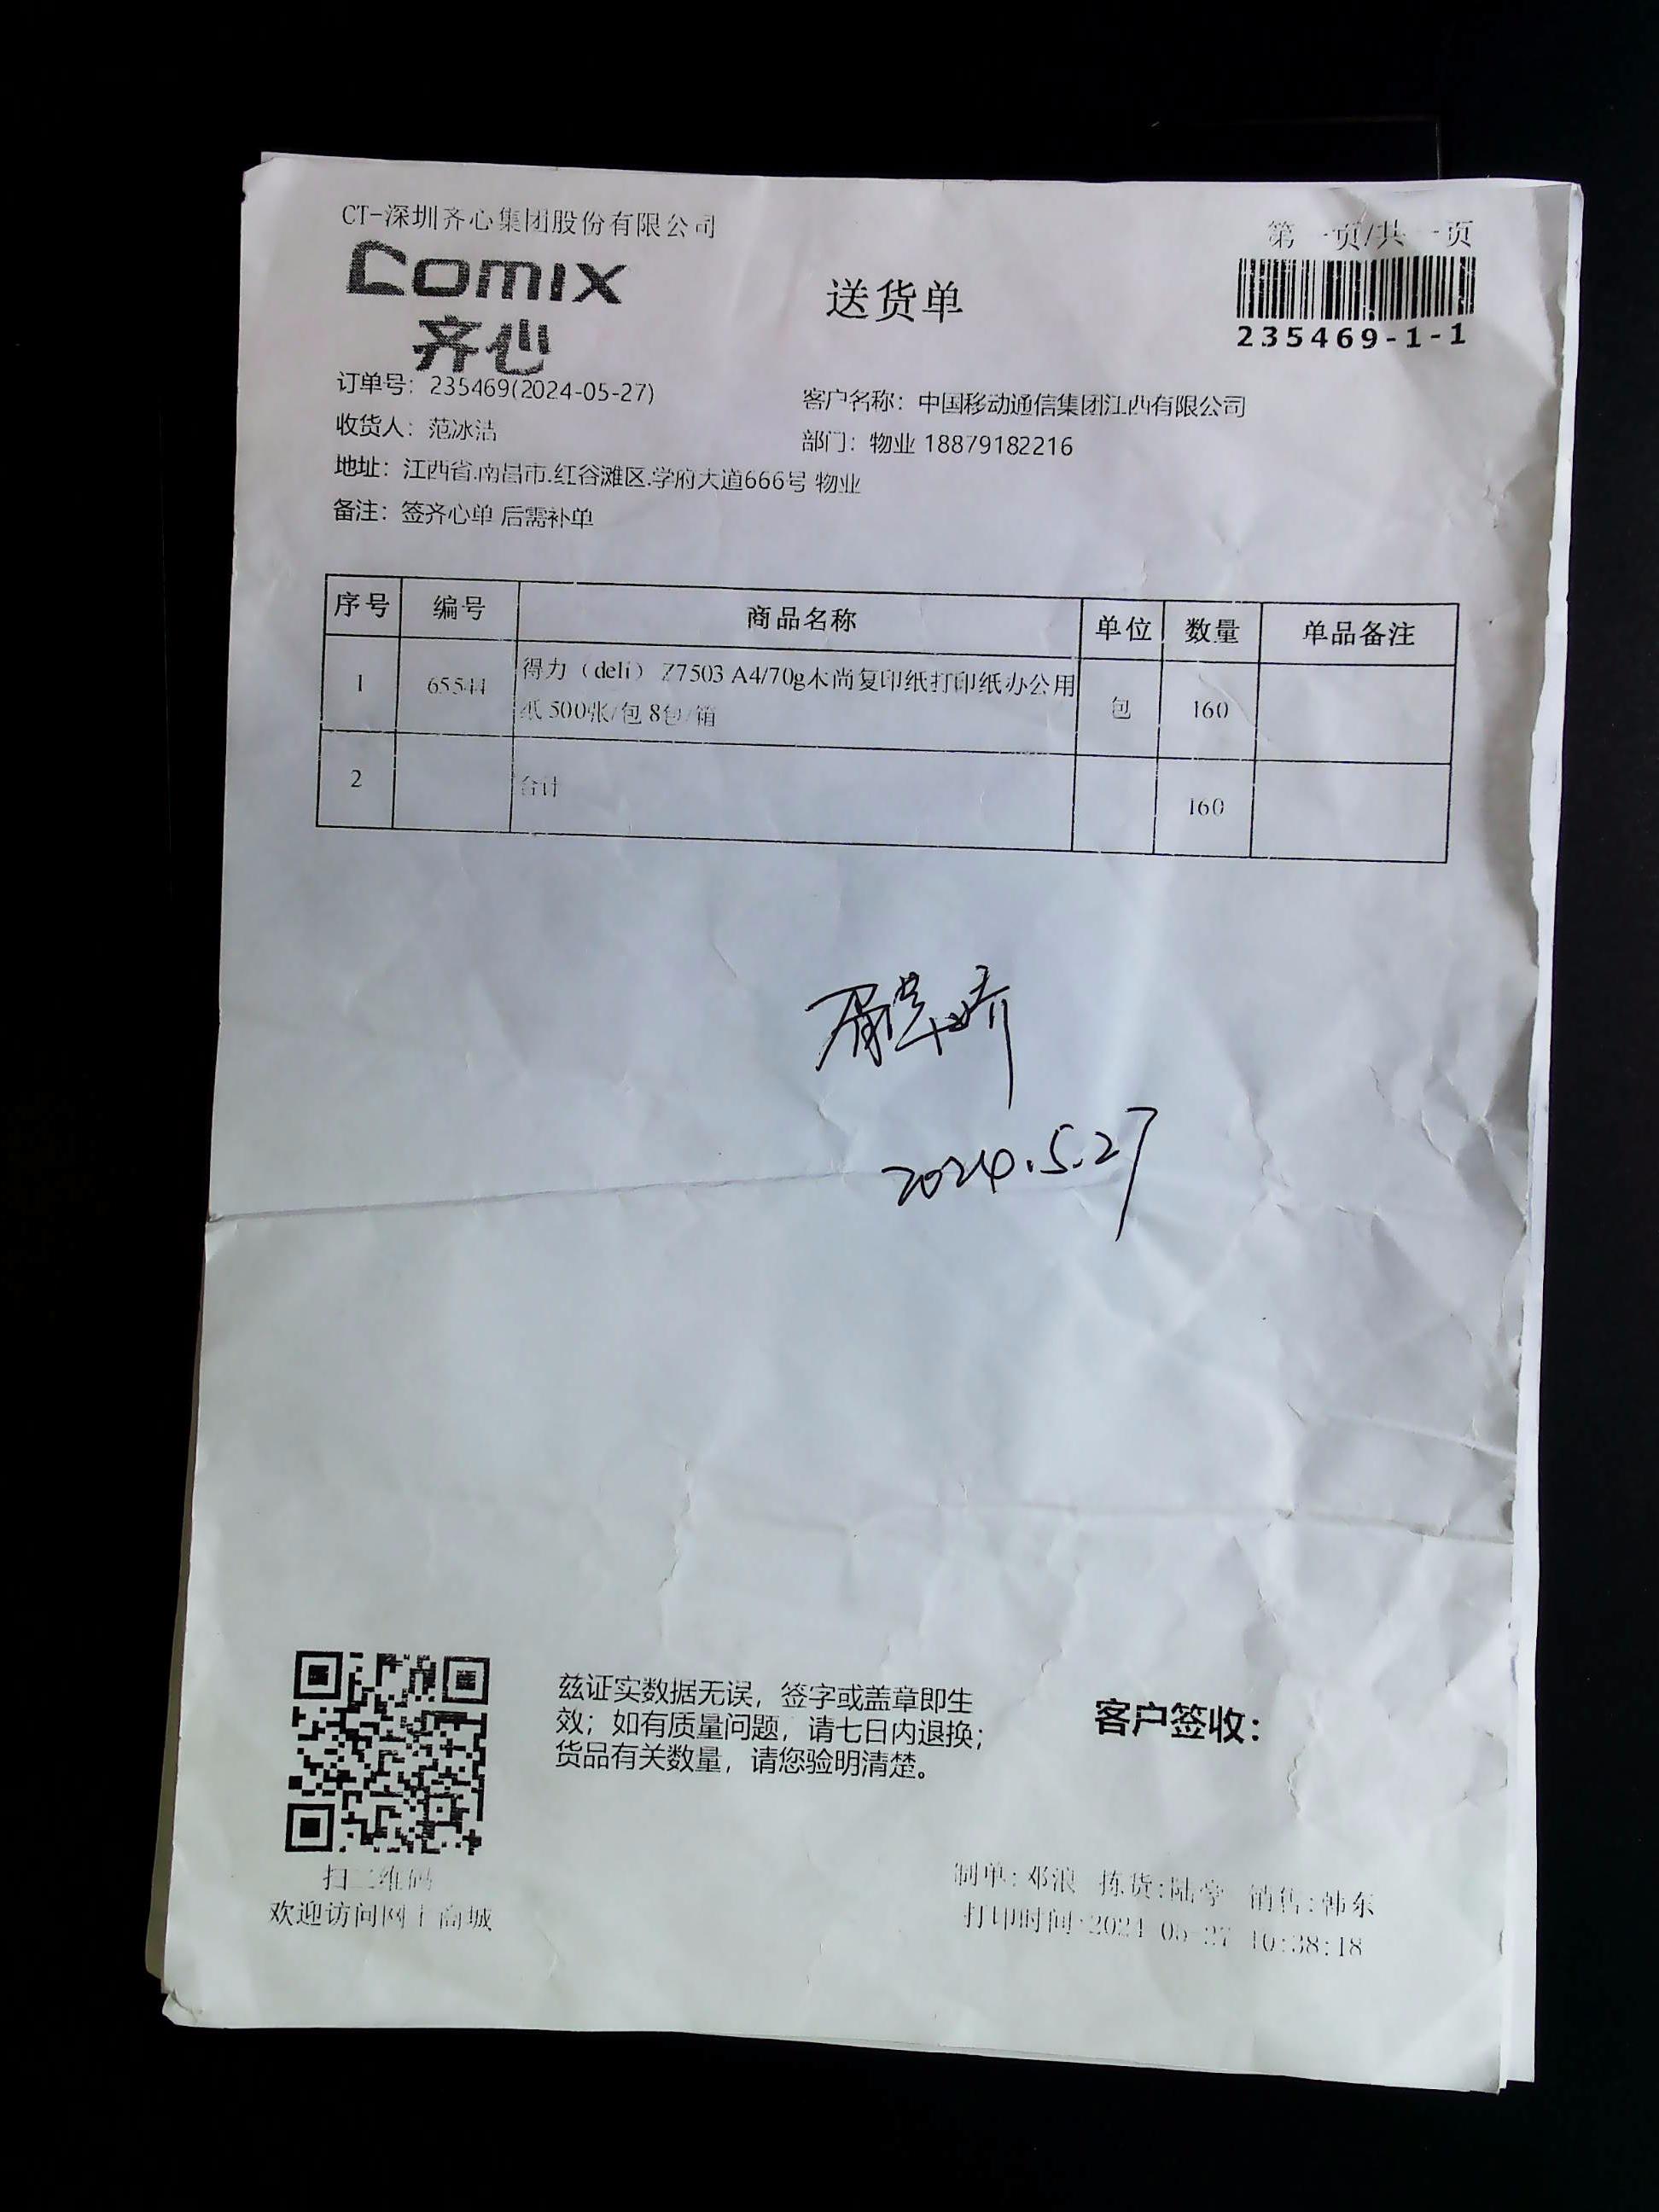 CT-深圳齐心集团股份有限公司
第一页/共一页
Comix
齐心
送货单
235469-1-1
订单号：235469(2024-05-27)
客户名称：中国移动通信集团江西有限公司
收货人：范冰洁
部门：物业 18879182216
地址：江西省.南昌市.红谷滩区.学府大道666号 物业
备注：签齐心单 后需补单
序号 编号 商品名称 单位 数量 单品备注
1 65544 得力（deli） Z7503 A4/70g木尚复印纸打印纸办公用
纸 500张/包 8包/箱 包 160
2 合计 160
2024.5.27
兹证实数据无误，签字或盖章即生
效；如有质量问题，请七日内退换；
货品有关数量，请您验明清楚。
客户签收：
扫二维码
欢迎访问网上商城
制单：邓浪 拣货：陆学 销售：韩东
打印时间：2024-05-27 10:38:18